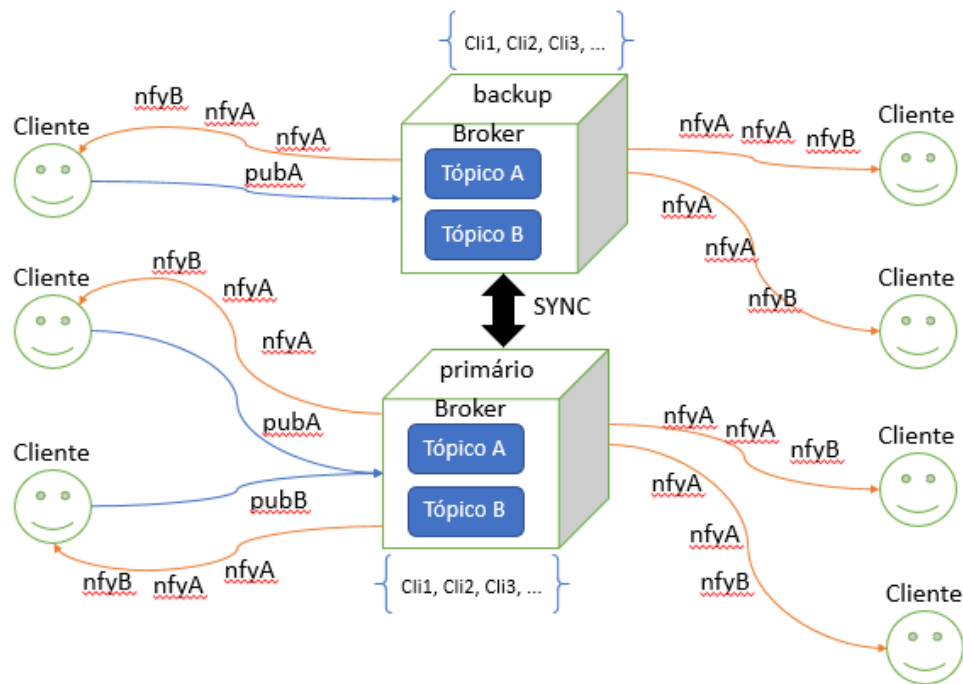 Cli1, Cli2, Cli3, ...
backup
Broker
Tópico A
Tópico B
Cliente
nfyB
nfyA
nfyA
pubA
nfyA
nfyA
nfyB
Cliente
nfyA
nfyA
nfyB
Cliente
SYNC
Cliente
nfyB
nfyA
nfyA
pubA
primário
Broker
Tópico A
Tópico B
Cliente
pubB
nfyB
nfyA
nfyA
Cli1, Cli2, Cli3, ...
nfyA
nfyA
nfyB
Cliente
nfyA
nfyA
nfyB
Cliente